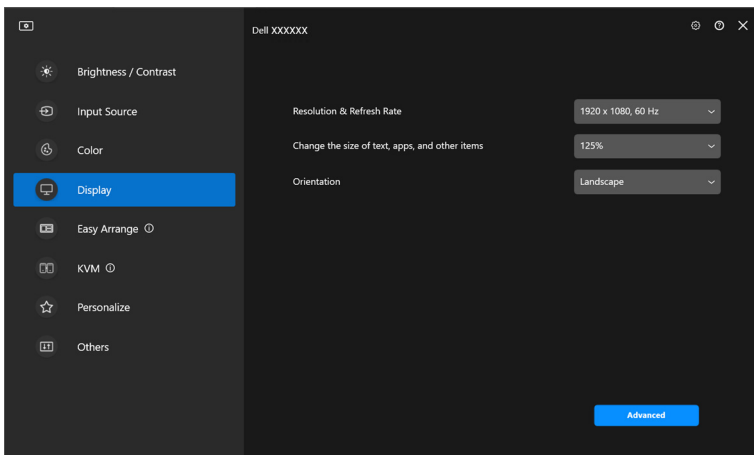 Dell XXXXXX
Brightness / Contrast
Input Source
Color
Display
Easy Arrange
KVM
Personalize
Others
Resolution & Refresh Rate
1920 x 1080, 60 Hz
Change the size of text, apps, and other items
125%
Orientation
Landscape
Advanced